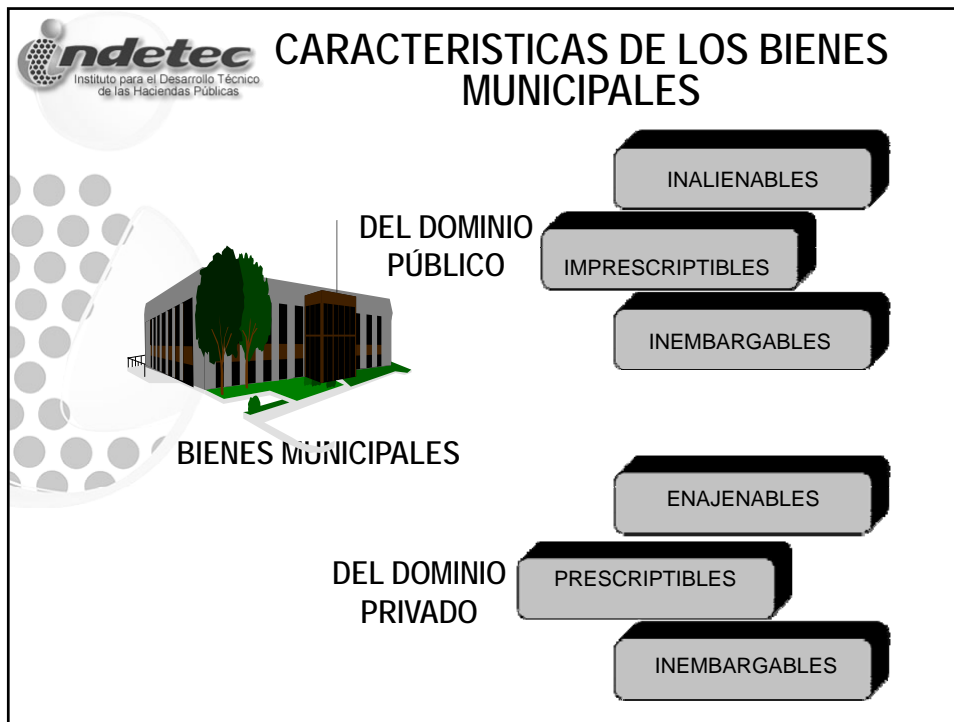 indetec
Instituto para el Desarrollo Técnico
de las Haciendas Públicas
CARACTERISTICAS DE LOS BIENES
MUNICIPALES
INALIENABLES
DEL DOMINIO
PÚBLICO
IMPRESCRIPTIBLES
INEMBARGABLES
BIENES MUNICIPALES
ENAJENABLES
DEL DOMINIO
PRIVADO
PRESCRIPTIBLES
INEMBARGABLES